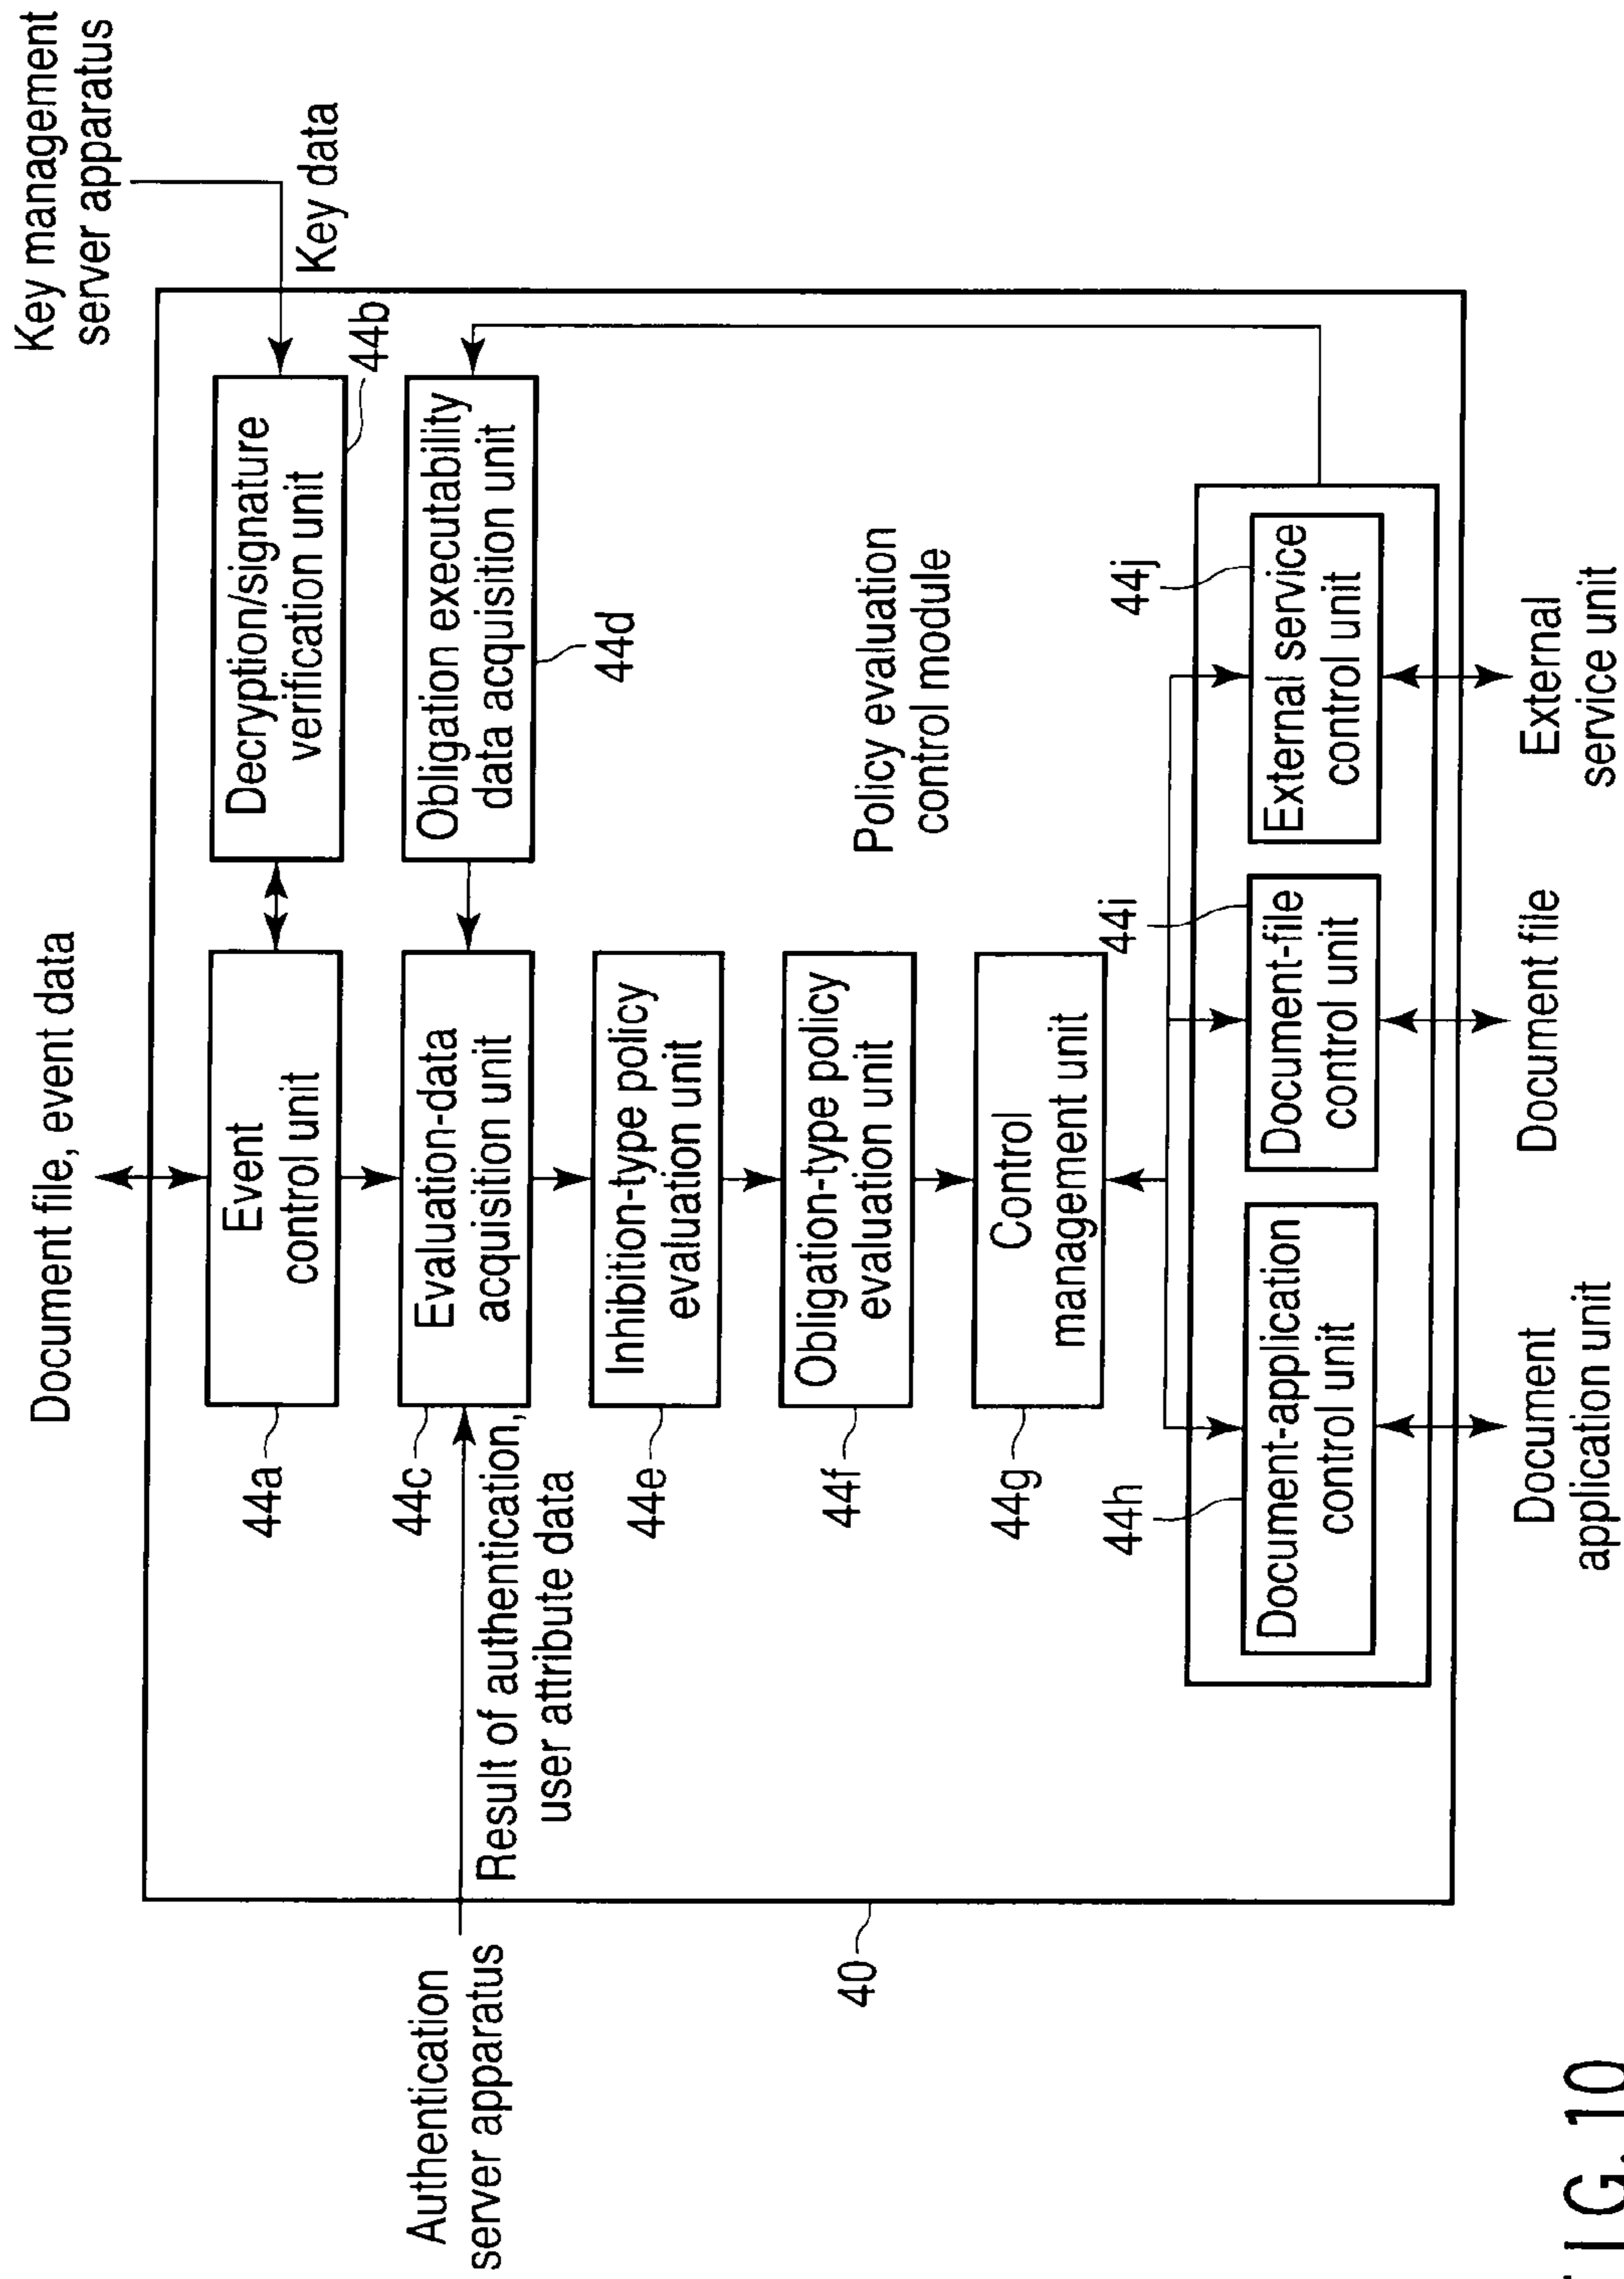 Key management
server apparatus
Document file, event data
Key data
Event
control unit
44a
Decryption/signature
verification unit
44b
Authentication
server apparatus
Result of authentication,
user attribute data
Evaluation-data
acquisition unit
44c
Obligation executability
data acquisition unit
44d
Inhibition-type policy
evaluation unit
44e
Obligation-type policy
evaluation unit
44f
Policy evaluation
control module
40
Control
management unit
44g
44h
44i
44j
Document-application
control unit
Document-file
control unit
External service
control unit
Document
application unit
Document file
External
service unit
FIG. 10